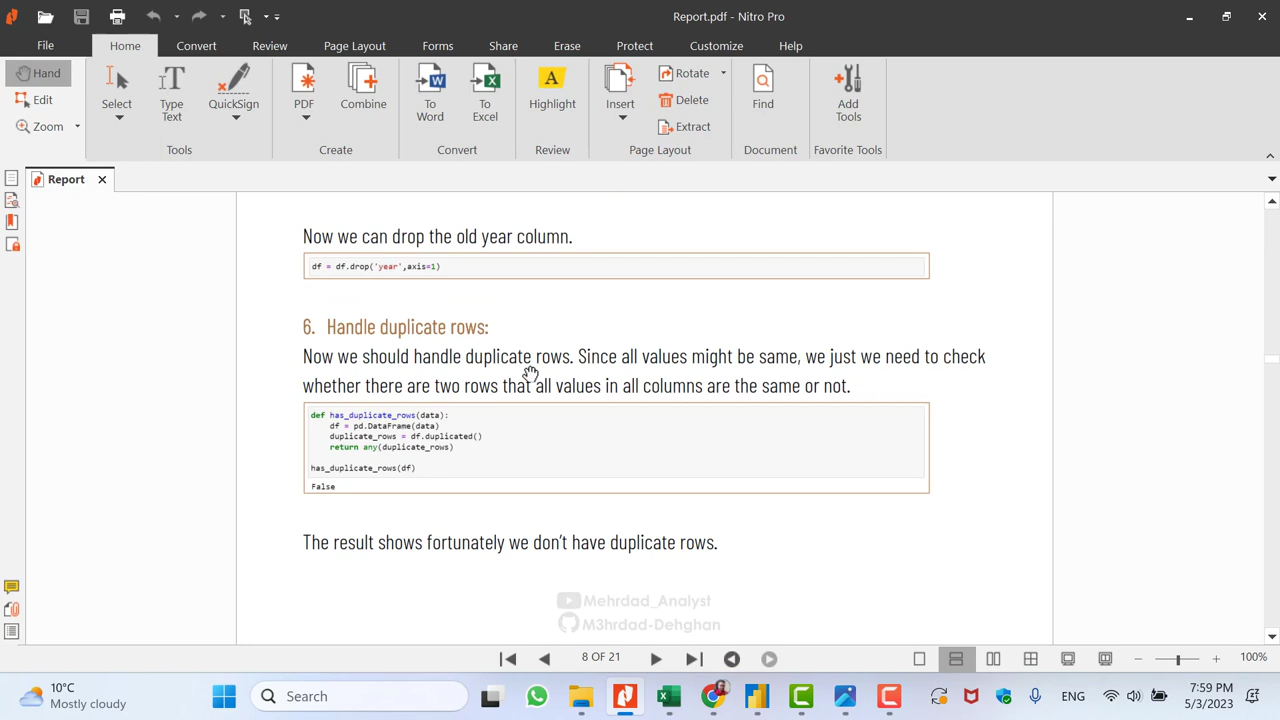 Report.pdf - Nitro Pro
File Home Convert Review Page Layout Forms Share Erase Protect Customize Help
Hand
Edit
Zoom
Select
Type Text
QuickSign
Tools
PDF
Combine
Create
To Word
To Excel
Convert
Highlight
Review
Insert
Rotate
Delete
Extract
Page Layout
Find
Document
Add Tools
Favorite Tools
Report
Now we can drop the old year column.
df = df.drop('year',axis=1)
6. Handle duplicate rows:
Now we should handle duplicate rows. Since all values might be same, we just we need to check
whether there are two rows that all values in all columns are the same or not.
def has_duplicate_rows(data):
    df = pd.DataFrame(data)
    duplicate_rows = df.duplicated()
    return any(duplicate_rows)
has_duplicate_rows(df)
False
The result shows fortunately we don't have duplicate rows.
Mehrdad_Analyst
M3hrdad-Dehghan
8 OF 21
100%
10°C
Mostly cloudy
Search
ENG
7:59 PM
5/3/2023